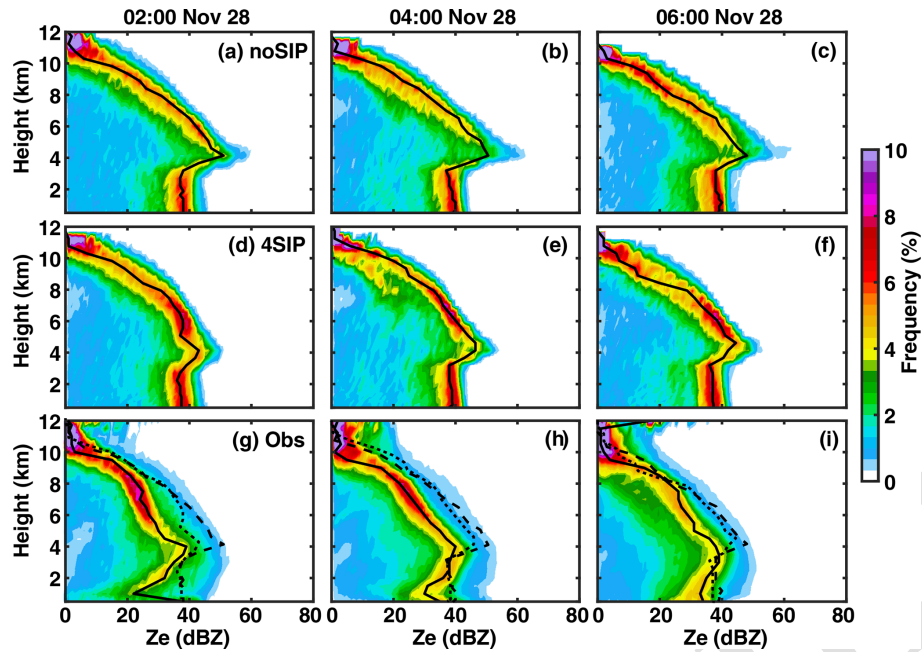 02:00 Nov 28 04:00 Nov 28 06:00 Nov 28
12 (a) noSIP (b) (c)
10
8
6
4
2
Height (km)
12 (d) 4SIP (e) (f)
10
8
6
4
2
Height (km)
12 (g) Obs (h) (i)
10
8
6
4
2
Height (km)
0 20 40 60 80 0 20 40 60 80 0 20 40 60 80
Ze (dBZ) Ze (dBZ) Ze (dBZ)
10
8
6
4
2
0
Frequency (%)